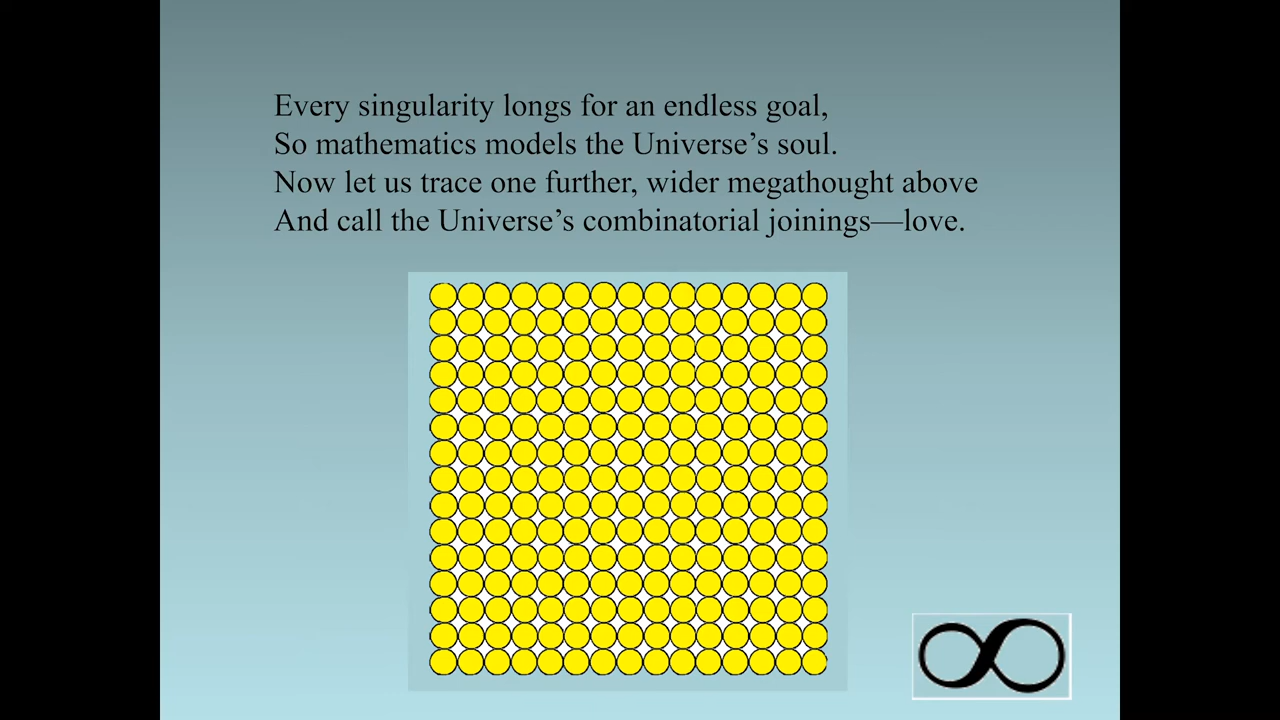 Every singularity longs for an endless goal,
So mathematics models the Universe’s soul.
Now let us trace one further, wider megathought above
And call the Universe’s combinatorial joinings—love.